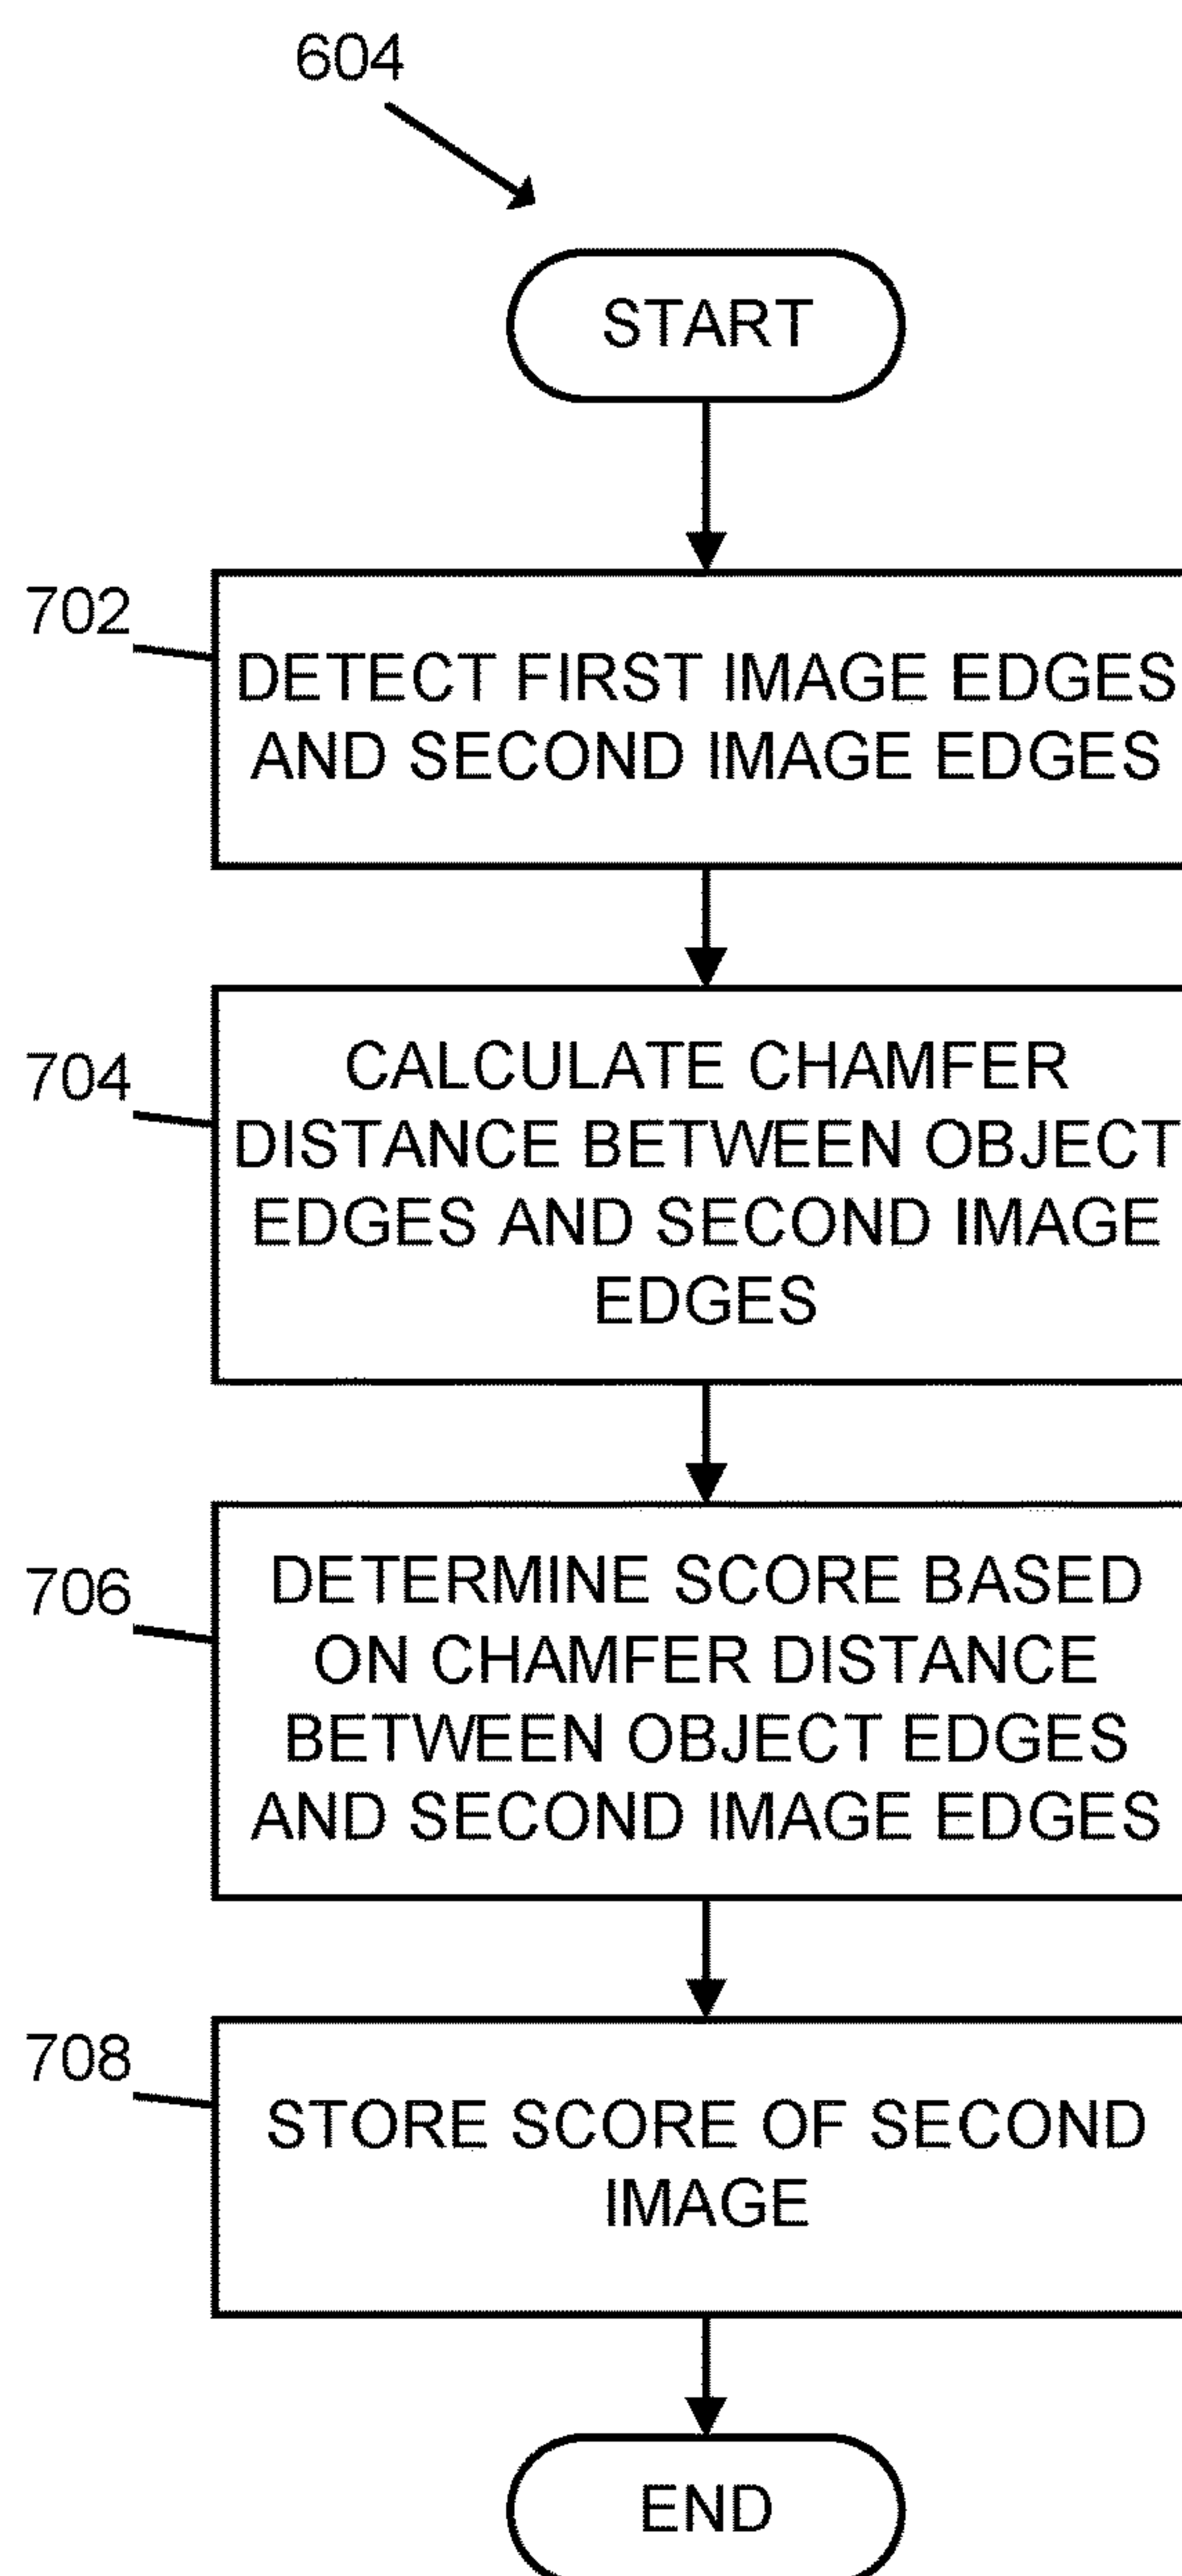 604
START
702
DETECT FIRST IMAGE EDGES
AND SECOND IMAGE EDGES
704
CALCULATE CHAMFER
DISTANCE BETWEEN OBJECT
EDGES AND SECOND IMAGE
EDGES
706
DETERMINE SCORE BASED
ON CHAMFER DISTANCE
BETWEEN OBJECT EDGES
AND SECOND IMAGE EDGES
708
STORE SCORE OF SECOND
IMAGE
END